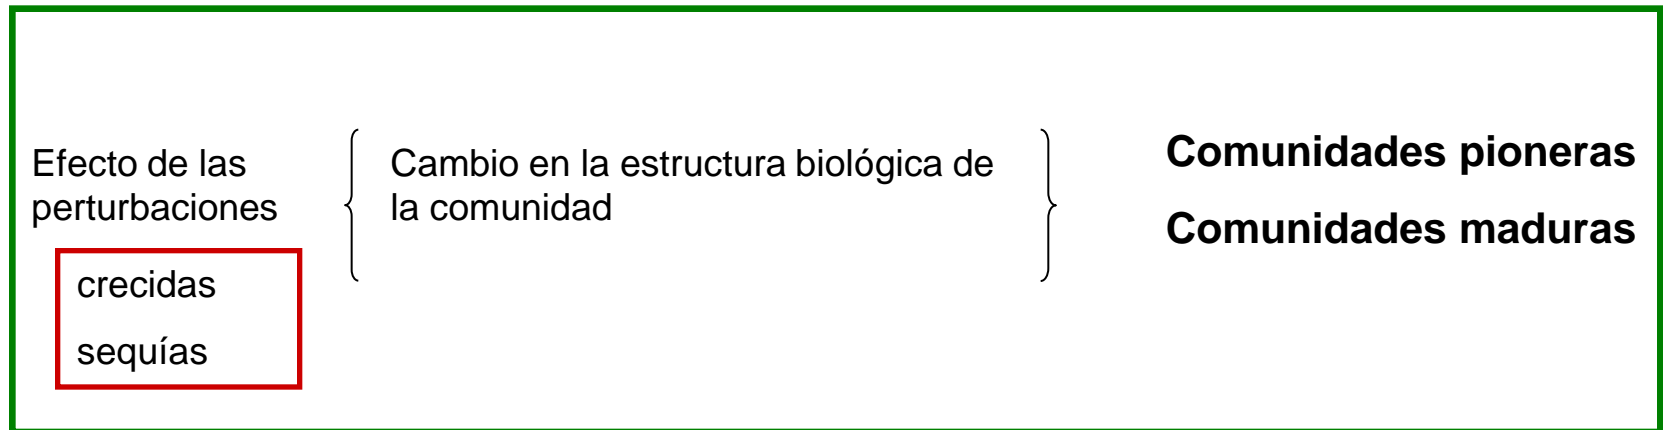 Efecto de las
perturbaciones
crecidas
sequías
Cambio en la estructura biológica de
la comunidad
Comunidades pioneras
Comunidades maduras